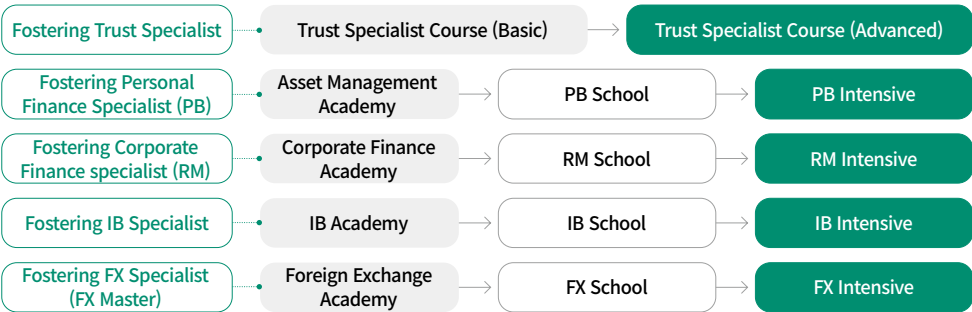 Fostering Trust Specialist
Trust Specialist Course (Basic)
Trust Specialist Course (Advanced)
Fostering Personal
Finance Specialist (PB)
Asset Management
Academy
PB School
PB Intensive
Fostering Corporate
Finance specialist (RM)
Corporate Finance
Academy
RM School
RM Intensive
Fostering IB Specialist
IB Academy
IB School
IB Intensive
Fostering FX Specialist
(FX Master)
Foreign Exchange
Academy
FX School
FX Intensive